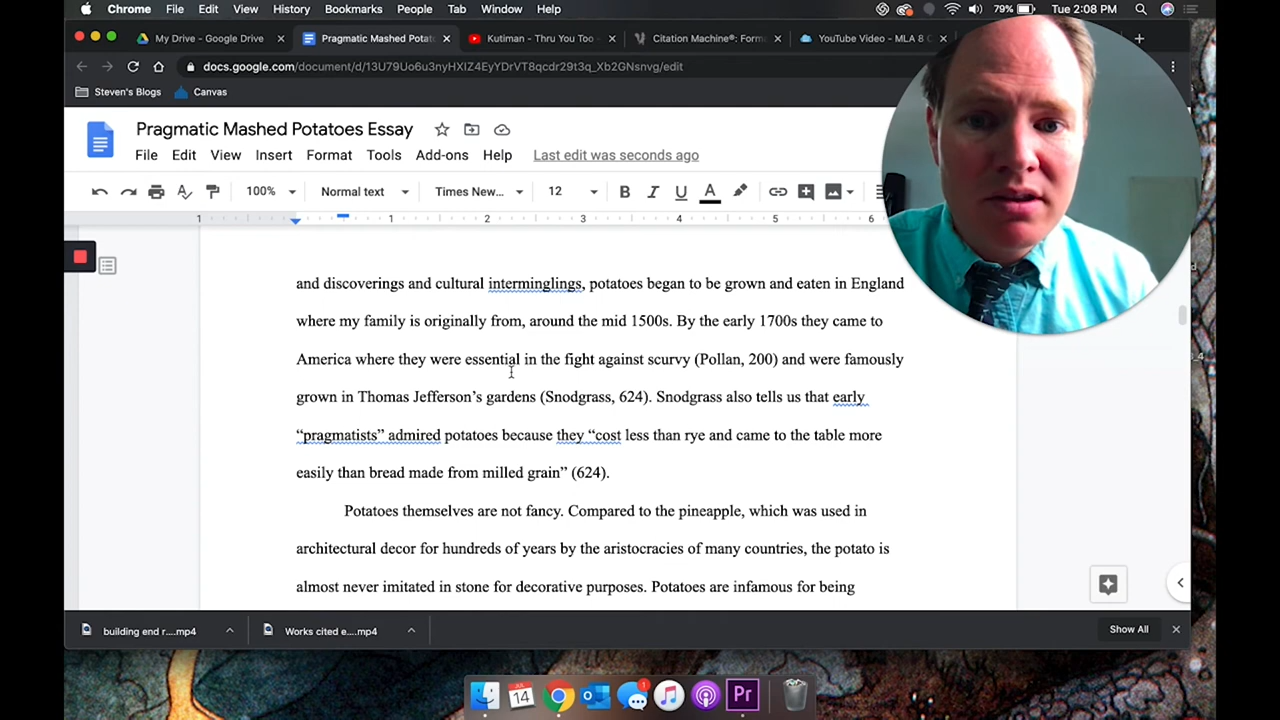 Chrome File Edit View History Bookmarks People Tab Window Help 79% Tue 2:08 PM
My Drive - Google Drive Pragmatic Mashed Potat Kutiman - Thru You Too - Citation Machine®: Form YouTube Video - MLA 8 C
docs.google.com/document/d/13U79Uo6u3nyHXIZ4EyYDrVT8qcdr29t3q_Xb2GNsnvg/edit
Steven's Blogs Canvas
Pragmatic Mashed Potatoes Essay
File Edit View Insert Format Tools Add-ons Help Last edit was seconds ago
100% Normal text Times New... 12 B I U A
1 1 2 3 4 5 6
and discoverings and cultural interminglings, potatoes began to be grown and eaten in England
where my family is originally from, around the mid 1500s. By the early 1700s they came to
America where they were essential in the fight against scurvy (Pollan, 200) and were famously
grown in Thomas Jefferson’s gardens (Snodgrass, 624). Snodgrass also tells us that early
“pragmatists” admired potatoes because they “cost less than rye and came to the table more
easily than bread made from milled grain” (624).
Potatoes themselves are not fancy. Compared to the pineapple, which was used in
architectural decor for hundreds of years by the aristocracies of many countries, the potato is
almost never imitated in stone for decorative purposes. Potatoes are infamous for being
building end r....mp4 Works cited e....mp4 Show All
14 1 Pr